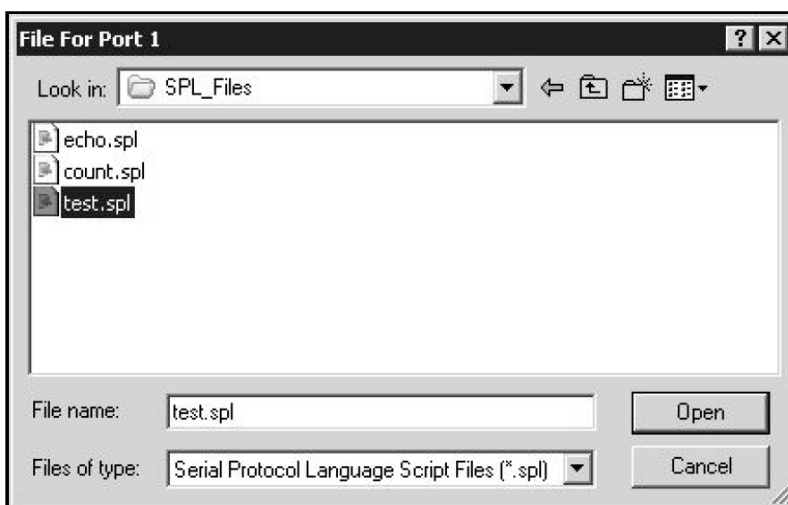 File For Port 1
Look in: SPL_Files
echo.spl
count.spl
test.spl
File name: test.spl Open
Files of type: Serial Protocol Language Script Files (*.spl) Cancel